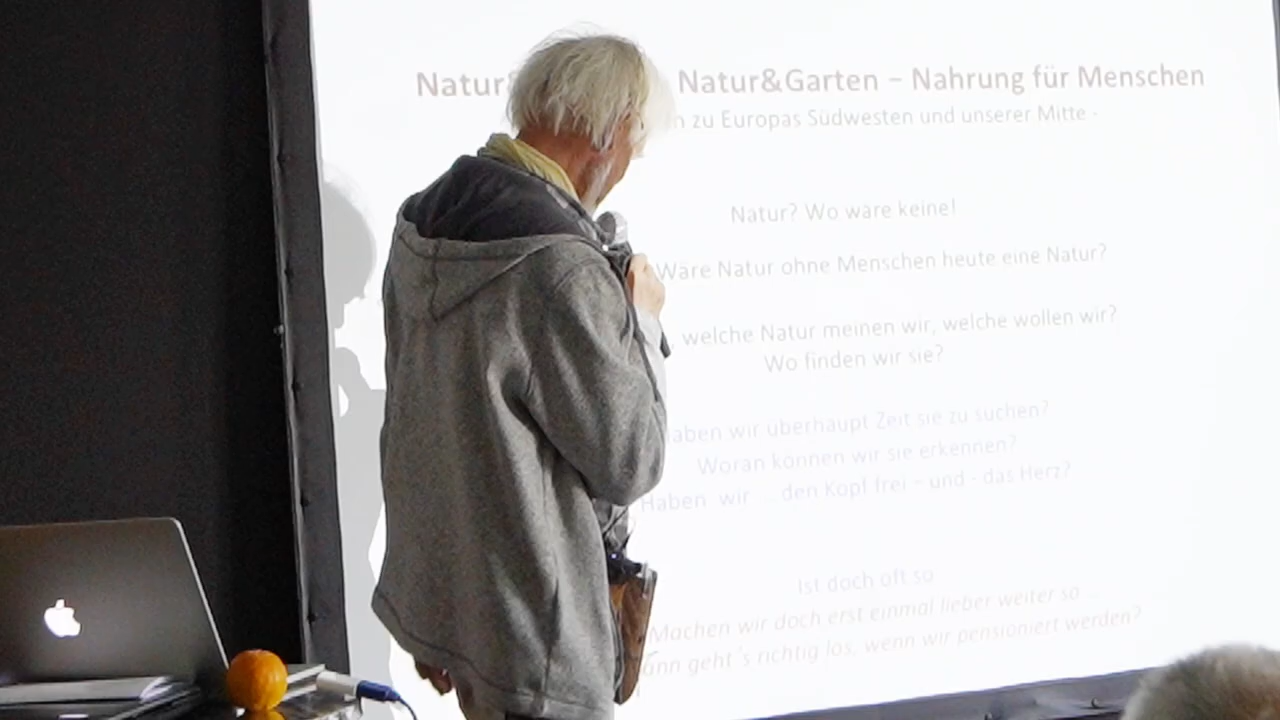 Natur& Natur&Garten – Nahrung für Menschen
n zu Europas Südwesten und unserer Mitte -
Natur? Wo wäre keine!
Wäre Natur ohne Menschen heute eine Natur?
, welche Natur meinen wir, welche wollen wir?
Wo finden wir sie?
aben wir überhaupt Zeit sie zu suchen?
Woran können wir sie erkennen?
Haben wir ... den Kopf frei – und - das Herz?
Ist doch oft so
Machen wir doch erst einmal lieber weiter so ...
ann geht´s richtig los, wenn wir pensioniert werden?